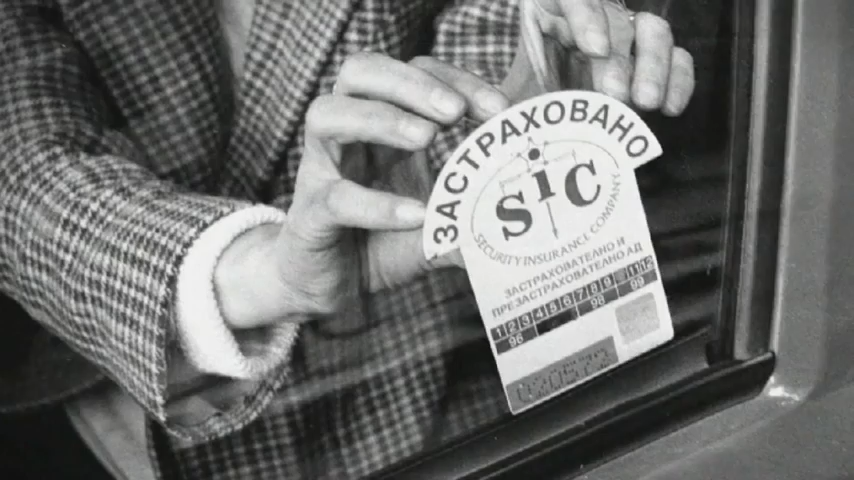 ЗАСТРАХОВАНО
SiC
SECURITY INSURANCE COMPANY
ЗАСТРАХОВАТЕЛНО И
ПРЕЗАСТРАХОВАТЕЛНО АД
1 2 3 4 5 6 7 8 9 11 12
96 98 99